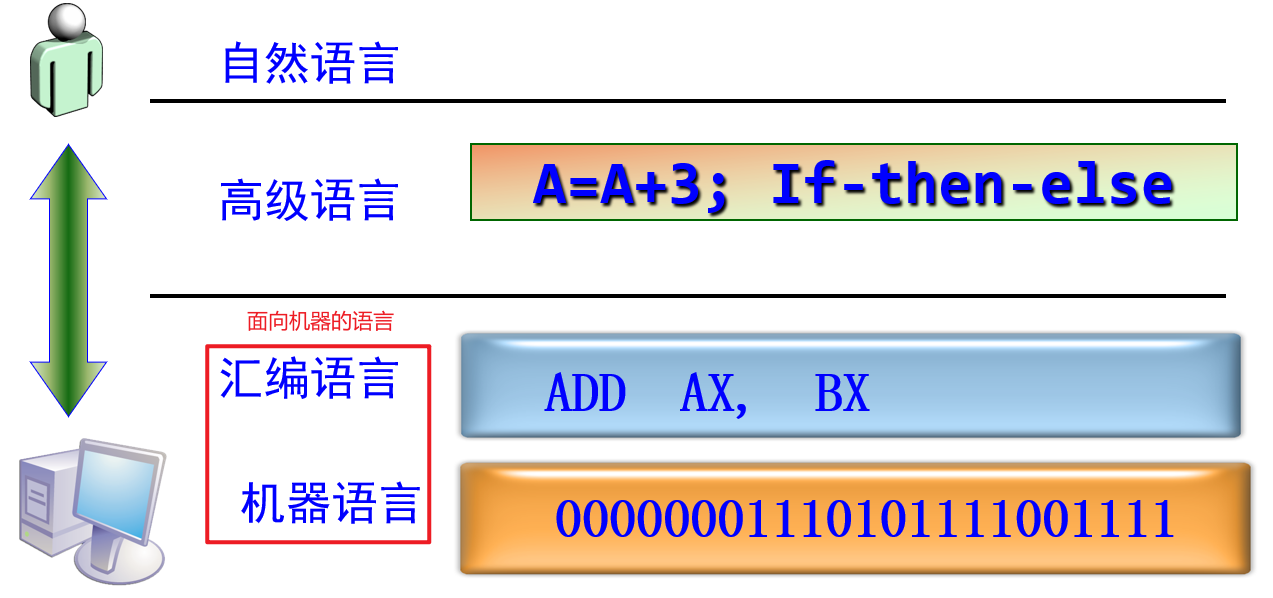 自然语言
高级语言
A=A+3; If-then-else
面向机器的语言
汇编语言
ADD AX, BX
机器语言
00000001110101111001111